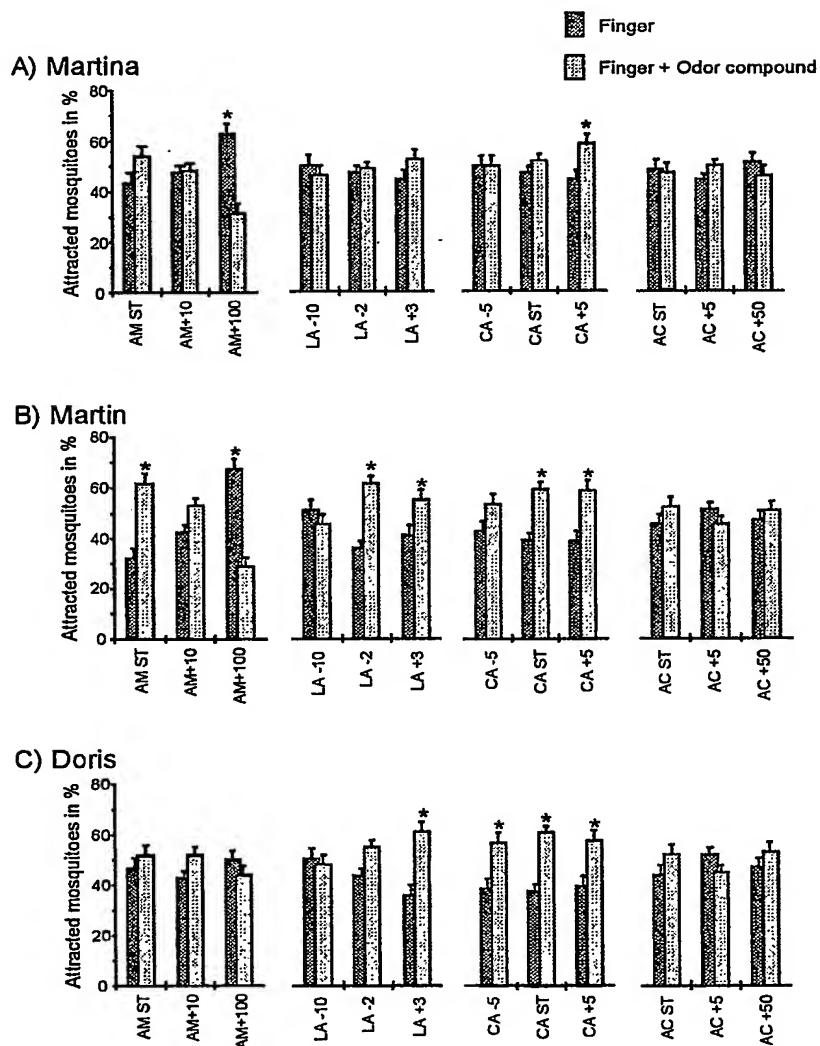 Finger
Finger + Odor compound
A) Martina
Attracted mosquitoes in %
80
60
40
20
0
*
*
AM ST
AM+10
AM+100
LA -10
LA -2
LA +3
CA -5
CA ST
CA +5
AC ST
AC +5
AC +50
B) Martin
Attracted mosquitoes in %
80
60
40
20
0
*
*
*
*
*
*
AM ST
AM+10
AM+100
LA -10
LA -2
LA +3
CA -5
CA ST
CA +5
AC ST
AC +5
AC +50
C) Doris
Attracted mosquitoes in %
80
60
40
20
0
*
*
*
*
AM ST
AM+10
AM+100
LA -10
LA -2
LA +3
CA -5
CA ST
CA +5
AC ST
AC +5
AC +50